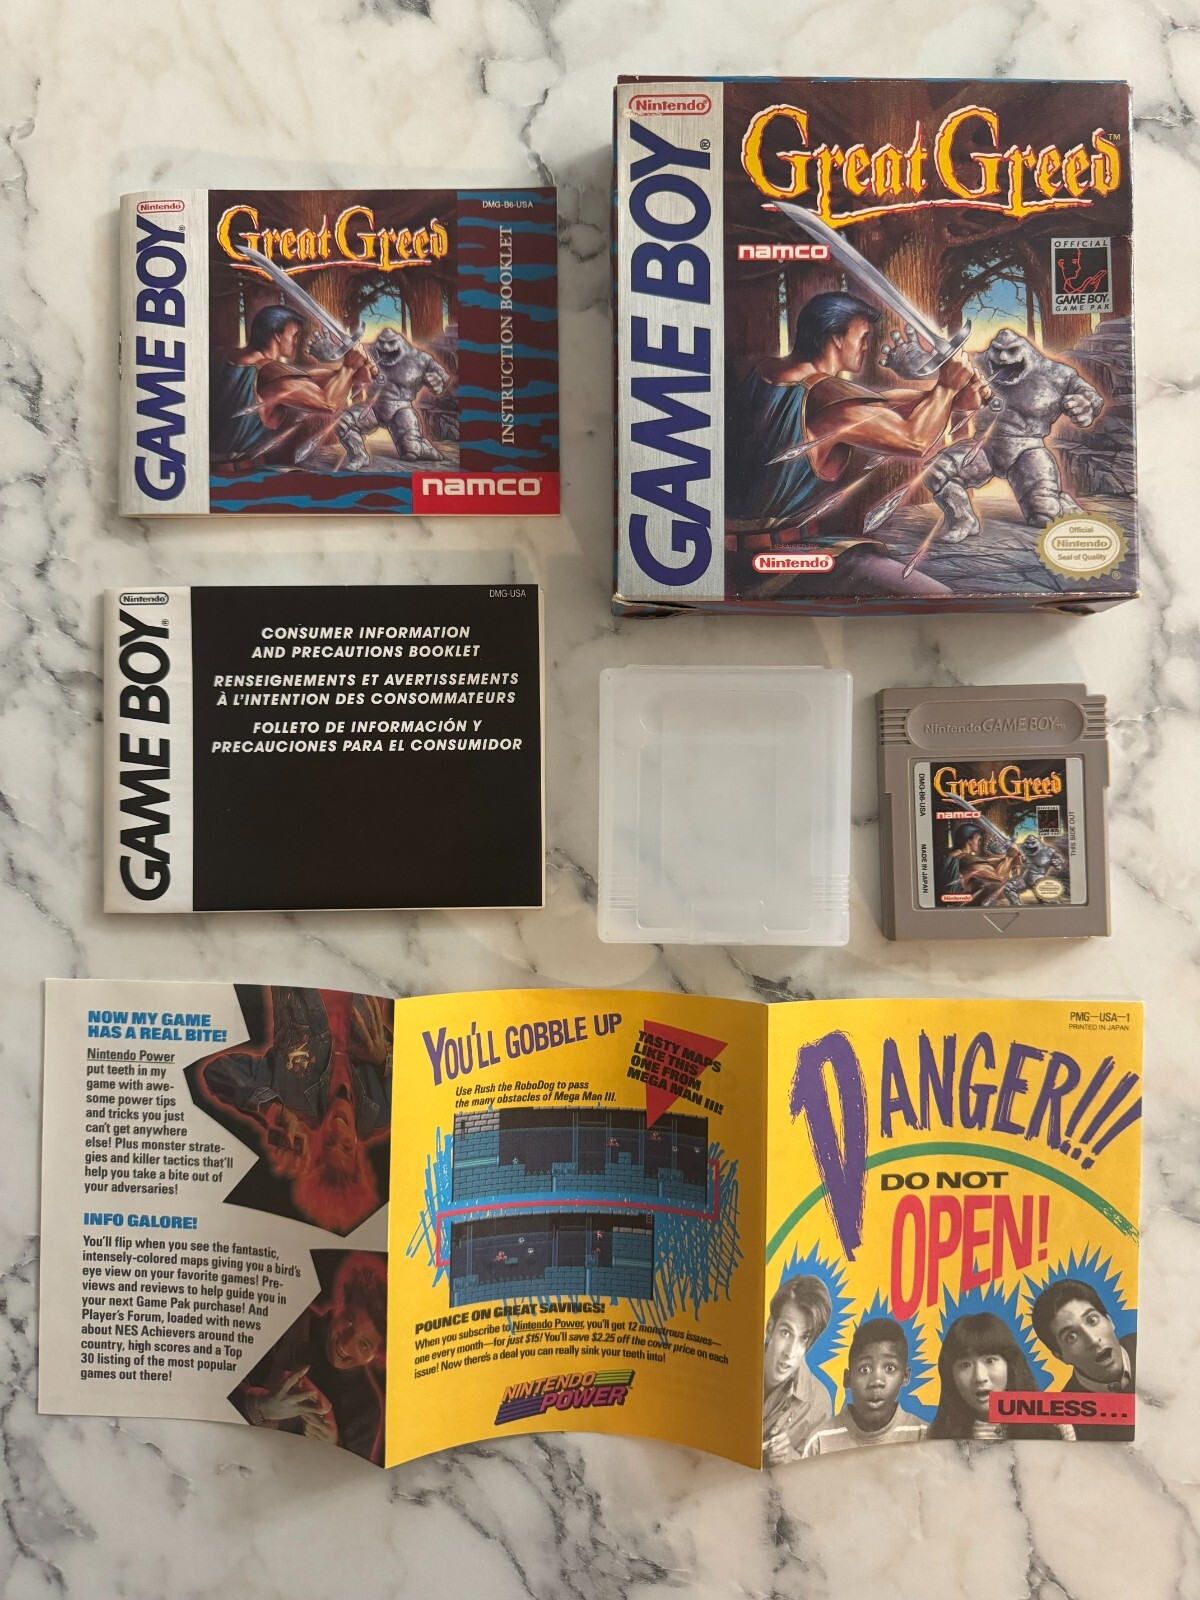 Nintendo
GAME BOY®
Great Greed
DMG-B6-USA
INSTRUCTION BOOKLET
namco
Nintendo®
GAME BOY®
Great Greed™
namco
OFFICIAL
GAME BOY
GAME PAK
LICENSED BY
Nintendo®
Official
Nintendo
Seal of Quality
®
Nintendo
GAME BOY®
DMG-USA
CONSUMER INFORMATION
AND PRECAUTIONS BOOKLET
RENSEIGNEMENTS ET AVERTISSEMENTS
À L'INTENTION DES CONSOMMATEURS
FOLLETO DE INFORMACIÓN Y
PRECAUCIONES PARA EL CONSUMIDOR
Nintendo GAME BOY™
Great Greed
namco
DMG-B6-USA
MADE IN JAPAN
THIS SIDE OUT
Nintendo
NOW MY GAME
HAS A REAL BITE!
Nintendo Power
put teeth in my
game with awe-
some power tips
and tricks you just
can't get anywhere
else! Plus monster strate-
gies and killer tactics that'll
help you take a bite out of
your adversaries!
INFO GALORE!
You'll flip when you see the fantastic,
intensely-colored maps giving you a bird's
eye view on your favorite games! Pre-
views and reviews to help guide you in
your next Game Pak purchase! And
Player's Forum, loaded with news
about NES Achievers around the
country, high scores and a Top
30 listing of the most popular
games out there!
YOU'LL GOBBLE UP
TASTY MAPS
LIKE THIS
ONE FROM
MEGA MAN III!
Use Rush the RoboDog to pass
the many obstacles of Mega Man III.
POUNCE ON GREAT SAVINGS!
When you subscribe to Nintendo Power, you'll get 12 monstrous issues—
one every month—for just $15! You'll save $2.25 off the cover price on each
issue! Now there's a deal you can really sink your teeth into!
NINTENDO
POWER
PMG-USA-1
PRINTED IN JAPAN
DANGER!!!
DO NOT
OPEN!
UNLESS...